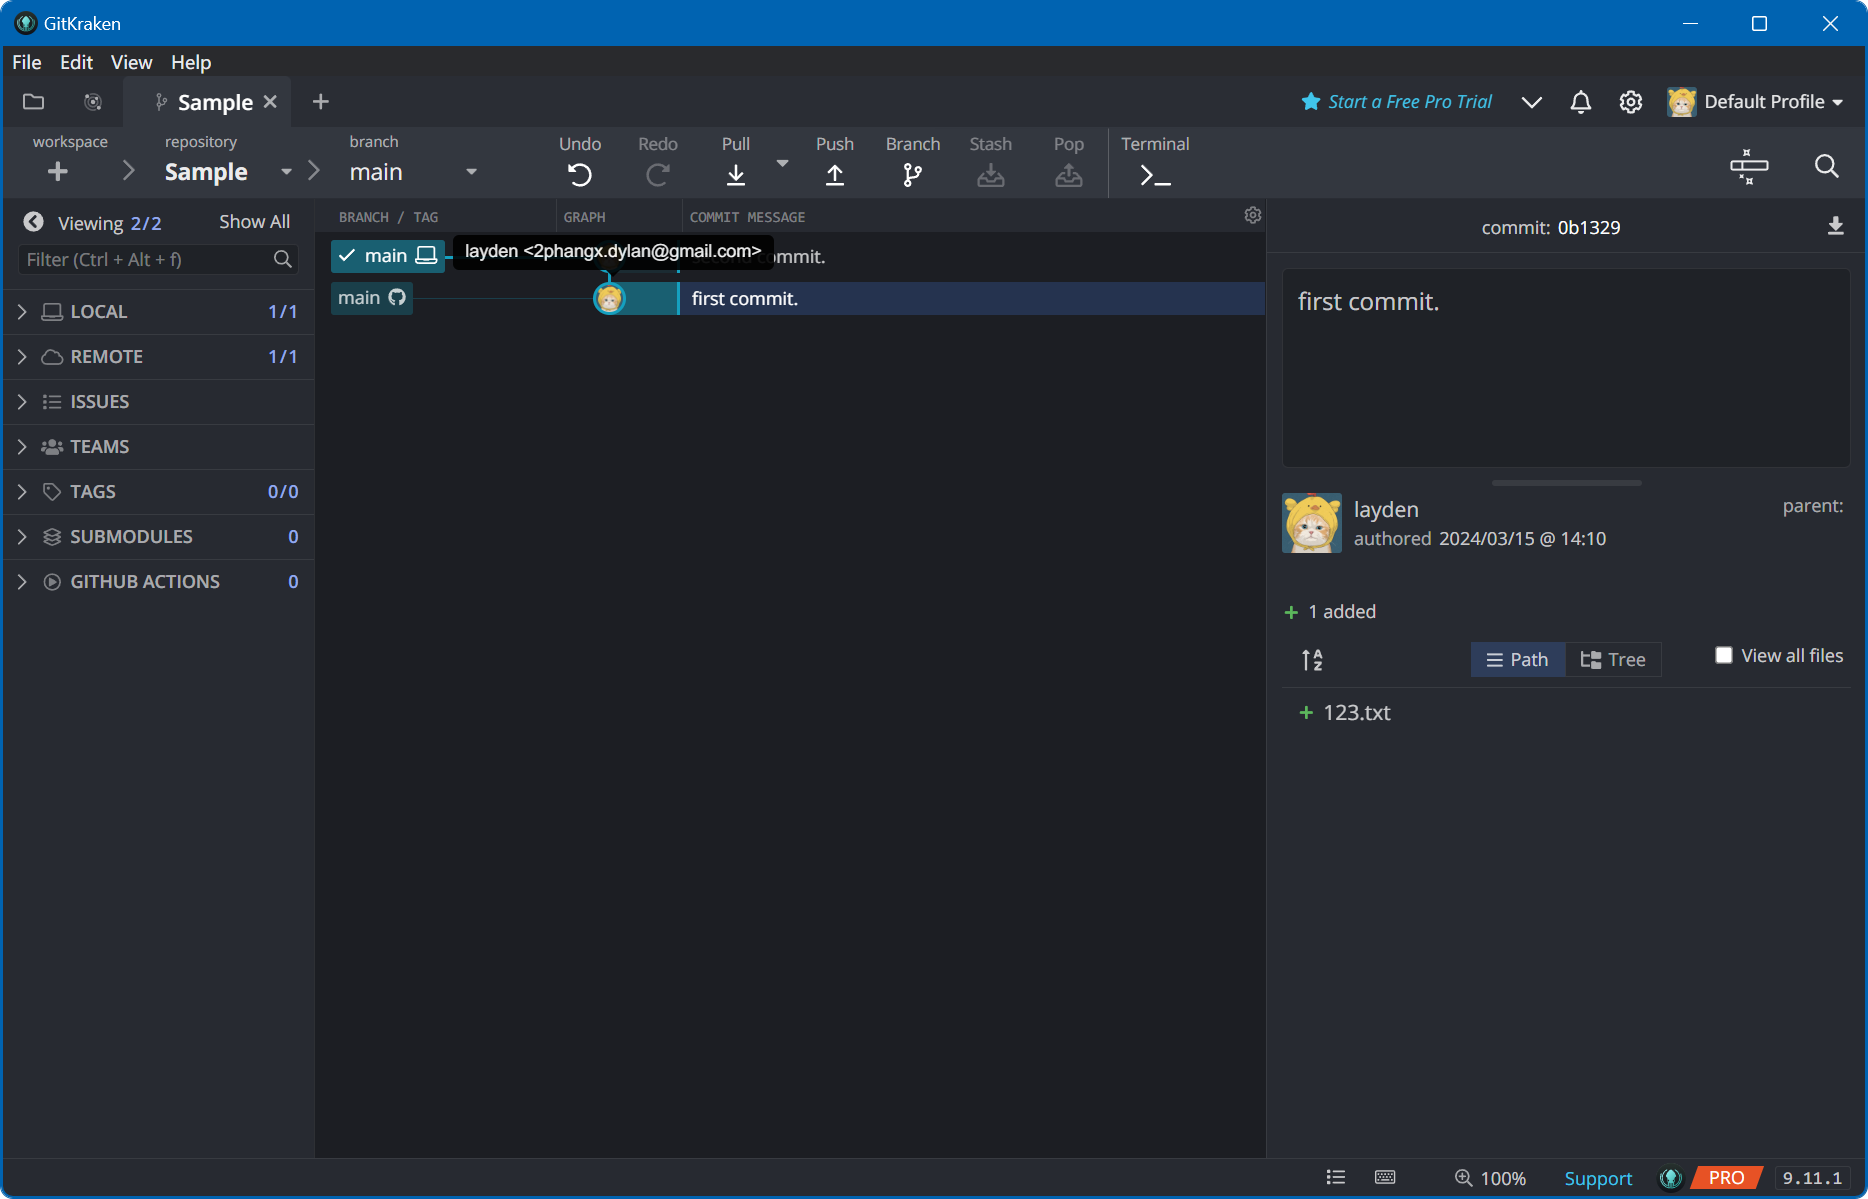 GitKraken
File Edit View Help
Sample
Start a Free Pro Trial
Default Profile
workspace
repository
Sample
branch
main
Undo
Redo
Pull
Push
Branch
Stash
Pop
Terminal
Viewing 2/2
Show All
Filter (Ctrl + Alt + f)
LOCAL 1/1
REMOTE 1/1
ISSUES
TEAMS
TAGS 0/0
SUBMODULES 0
GITHUB ACTIONS 0
BRANCH / TAG
GRAPH
COMMIT MESSAGE
main
layden <2phangx.dylan@gmail.com>
commit.
main
first commit.
commit: 0b1329
first commit.
layden
authored 2024/03/15 @ 14:10
parent:
1 added
Path
Tree
View all files
123.txt
100%
Support
PRO
9.11.1